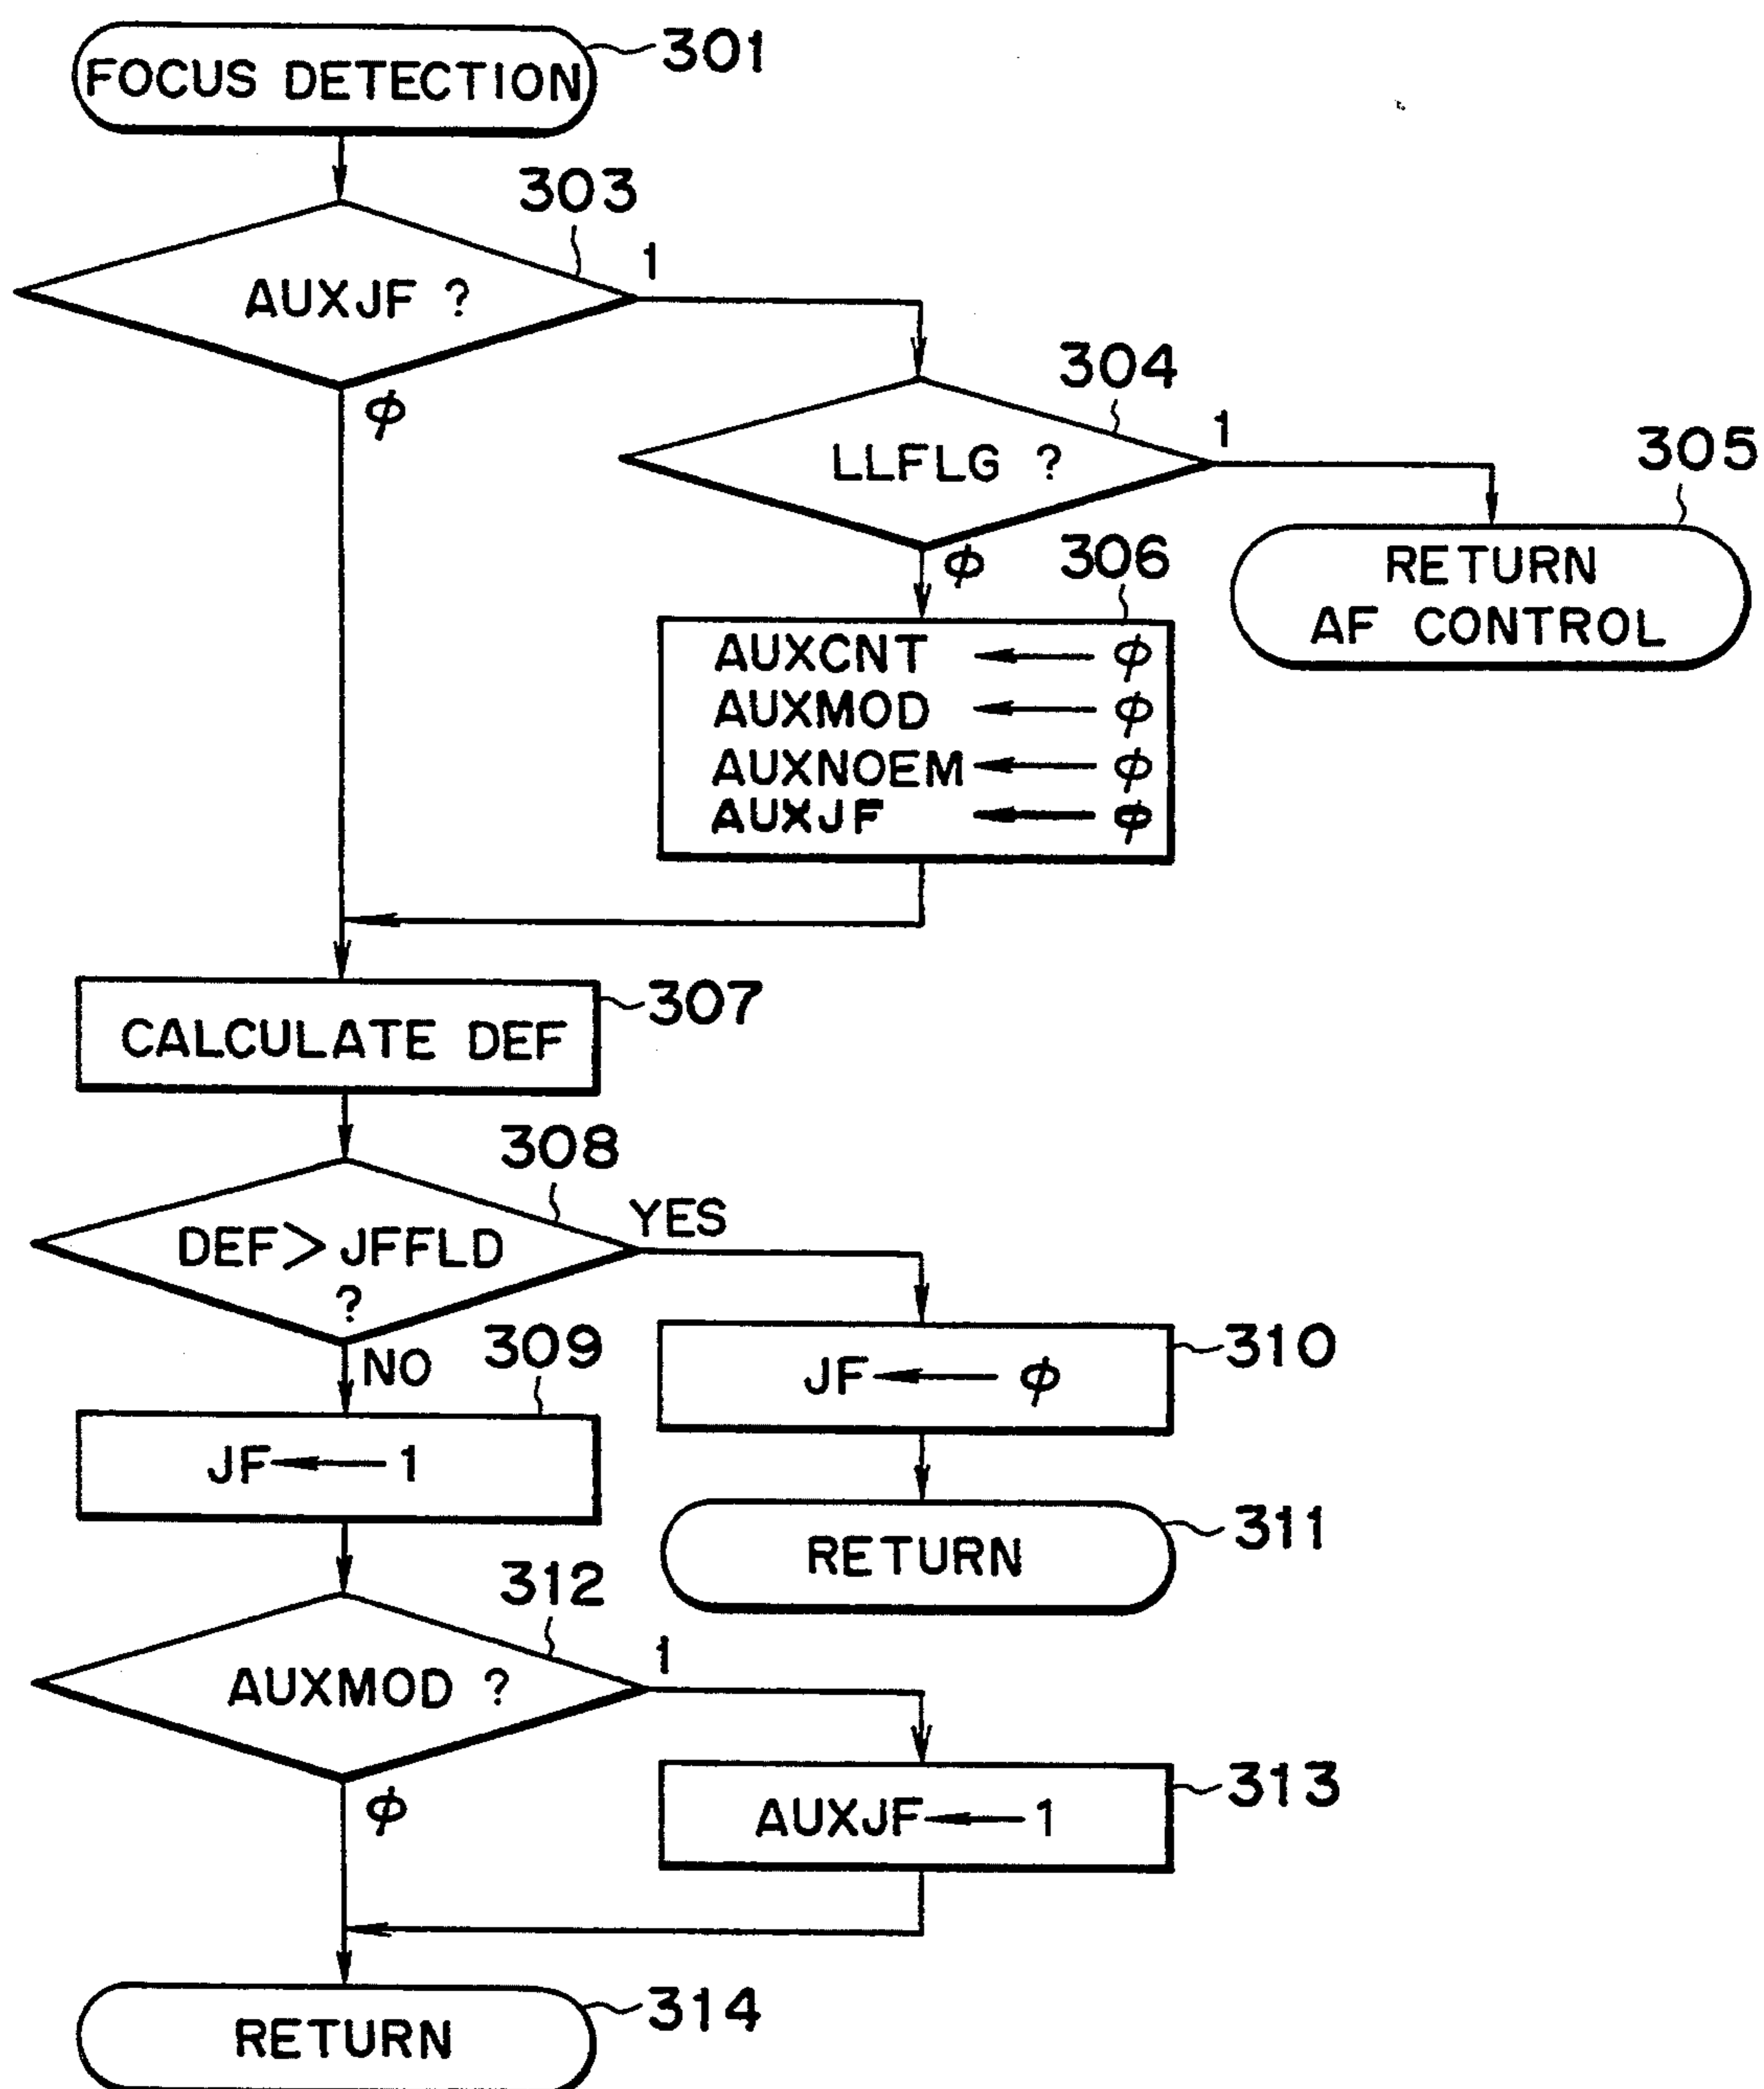 FOCUS DETECTION
301
303
AUXJF ?
1
ϕ
304
LLFLG ?
1
ϕ
305
RETURN
AF CONTROL
306
AUXCNT ← ϕ
AUXMOD ← ϕ
AUXNOEM ← ϕ
AUXJF ← ϕ
CALCULATE DEF
307
308
DEF>JFFLD
?
YES
NO
309
JF ← 1
JF ← ϕ
310
RETURN
311
312
AUXMOD ?
1
ϕ
AUXJF ← 1
313
RETURN
314